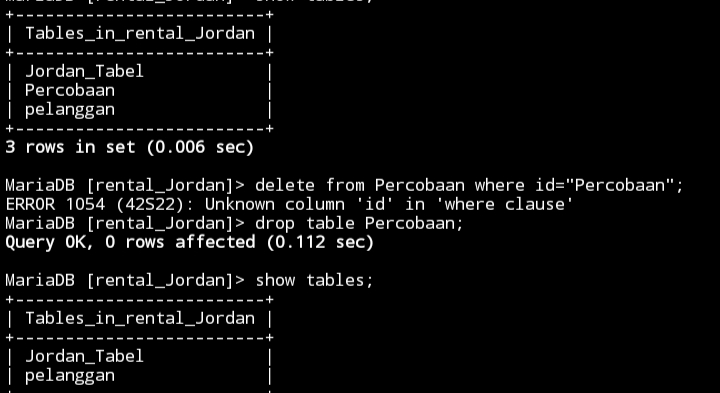 MariaDB [rental_Jordan]> show tables;
+-------------------------+
| Tables_in_rental_Jordan |
+-------------------------+
| Jordan_Tabel            |
| Percobaan               |
| pelanggan               |
+-------------------------+
3 rows in set (0.006 sec)

MariaDB [rental_Jordan]> delete from Percobaan where id="Percobaan";
ERROR 1054 (42S22): Unknown column 'id' in 'where clause'
MariaDB [rental_Jordan]> drop table Percobaan;
Query OK, 0 rows affected (0.112 sec)

MariaDB [rental_Jordan]> show tables;
+-------------------------+
| Tables_in_rental_Jordan |
+-------------------------+
| Jordan_Tabel            |
| pelanggan               |
+-------------------------+